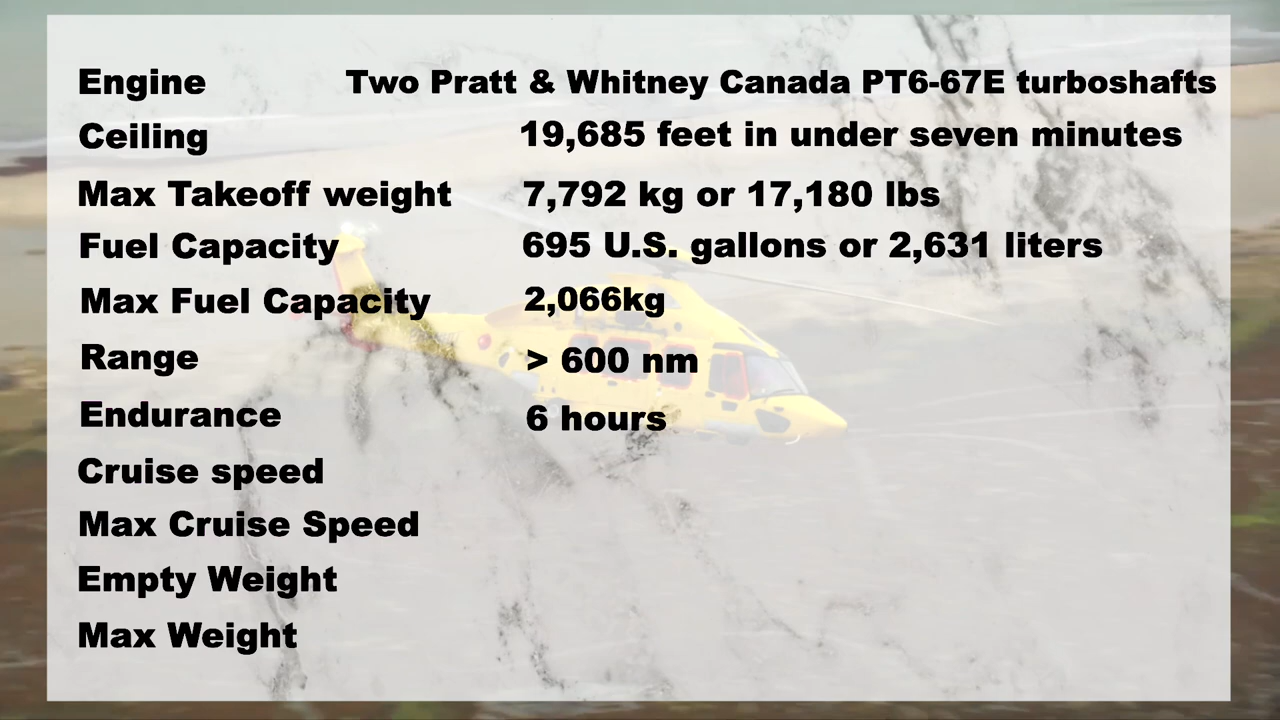 Engine Two Pratt & Whitney Canada PT6-67E turboshafts
Ceiling 19,685 feet in under seven minutes
Max Takeoff weight 7,792 kg or 17,180 lbs
Fuel Capacity 695 U.S. gallons or 2,631 liters
Max Fuel Capacity 2,066kg
Range > 600 nm
Endurance 6 hours
Cruise speed
Max Cruise Speed
Empty Weight
Max Weight